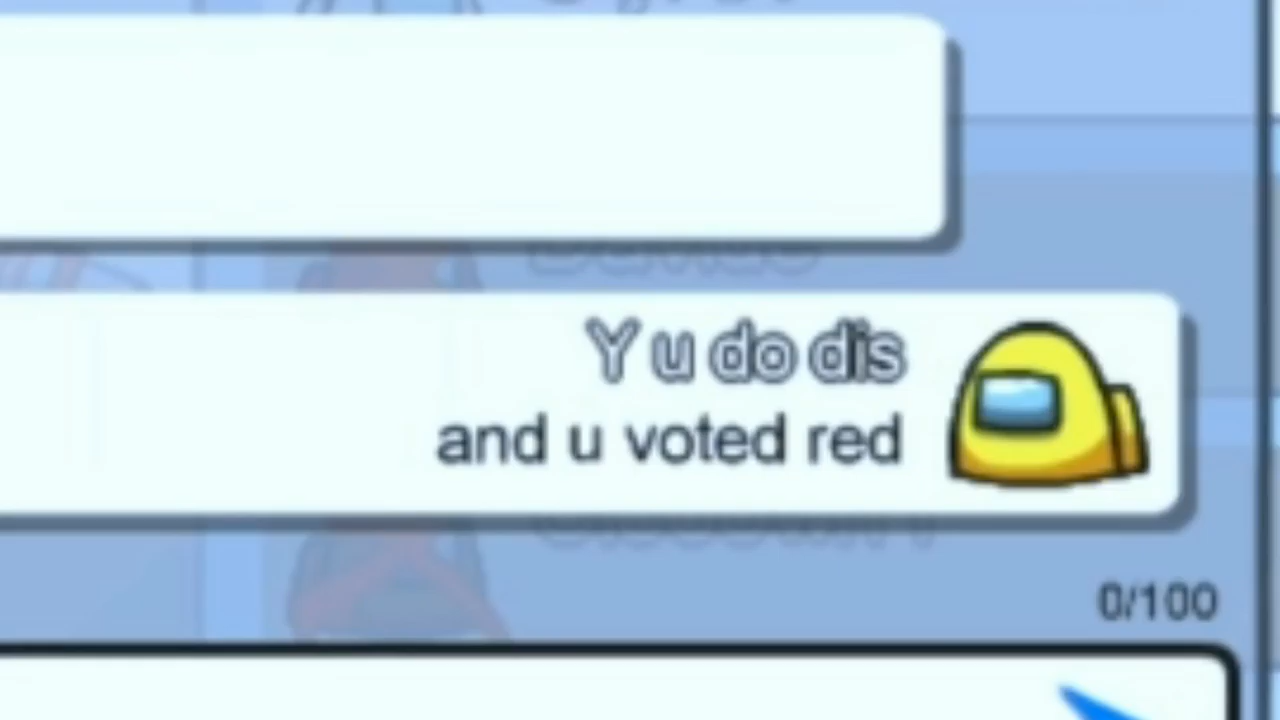 Y u do dis
and u voted red
0/100